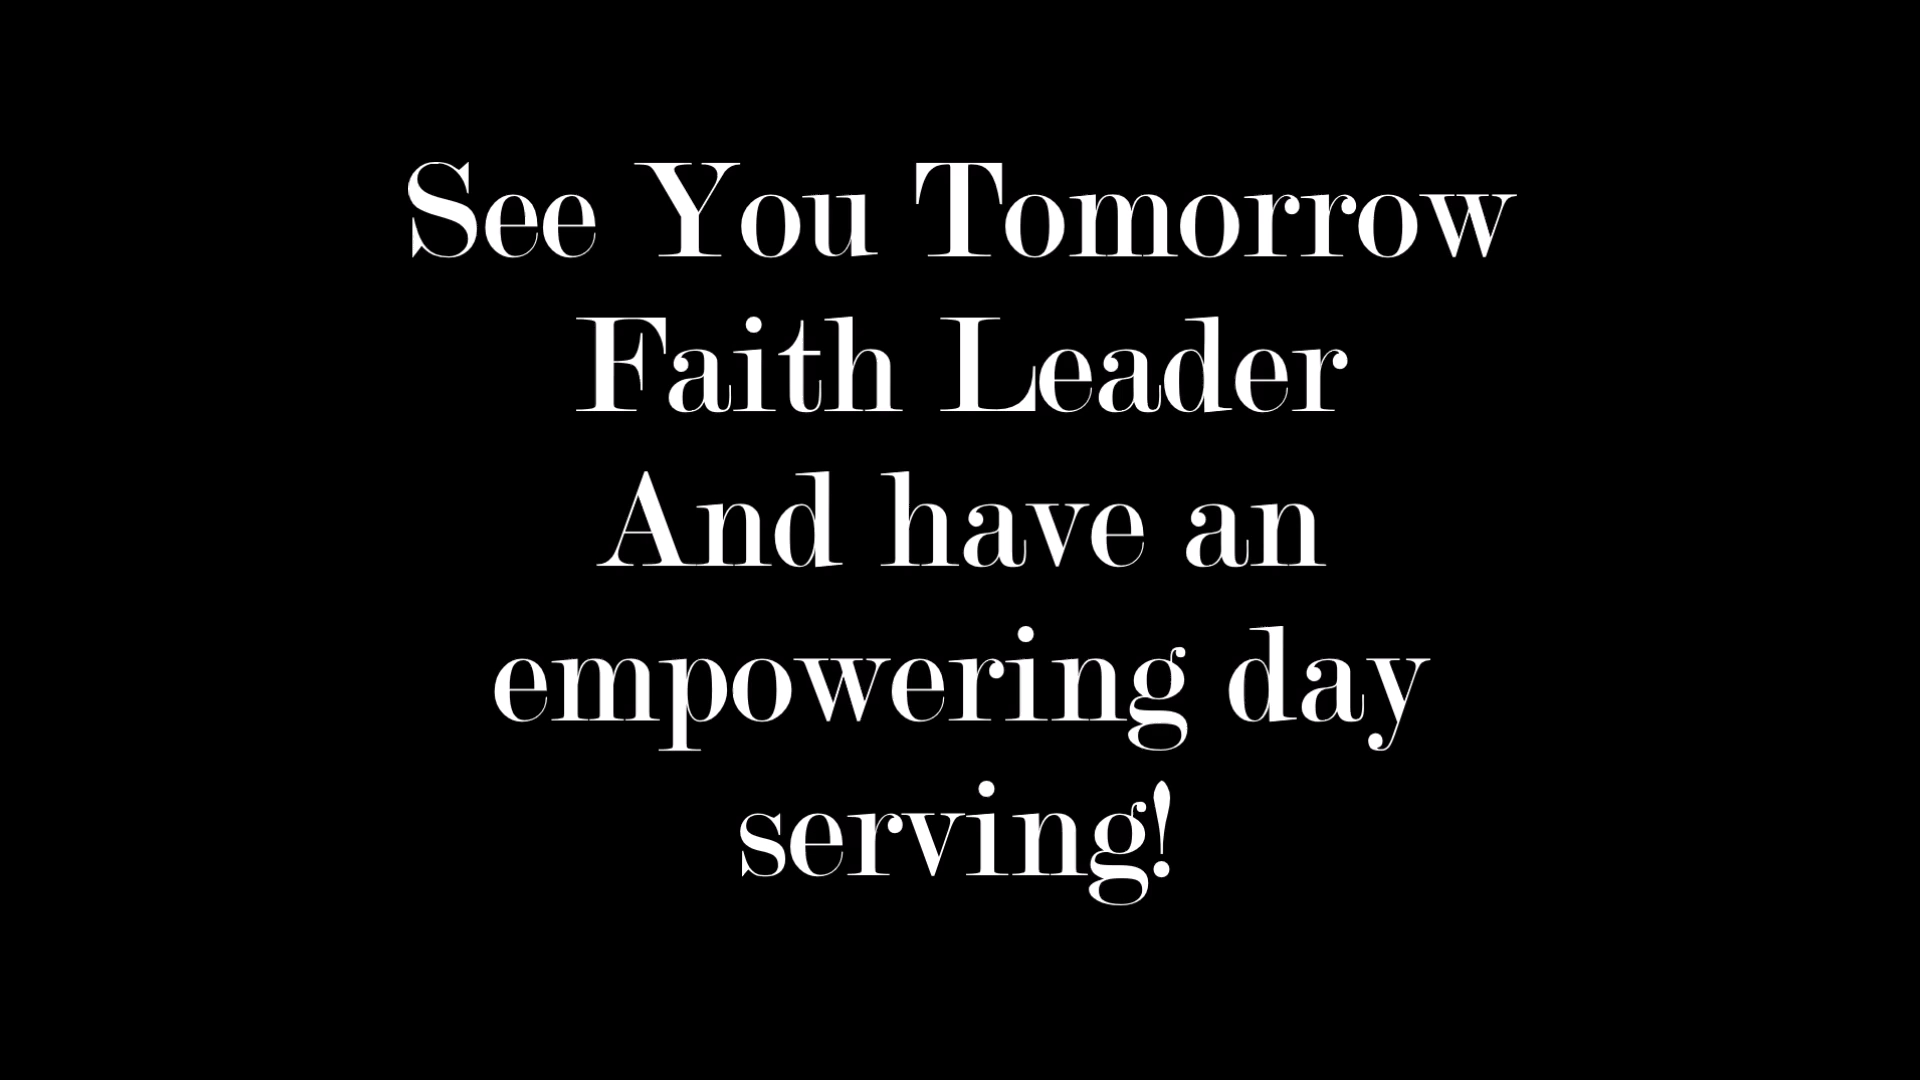 See You Tomorrow
Faith Leader
And have an
empowering day
serving!